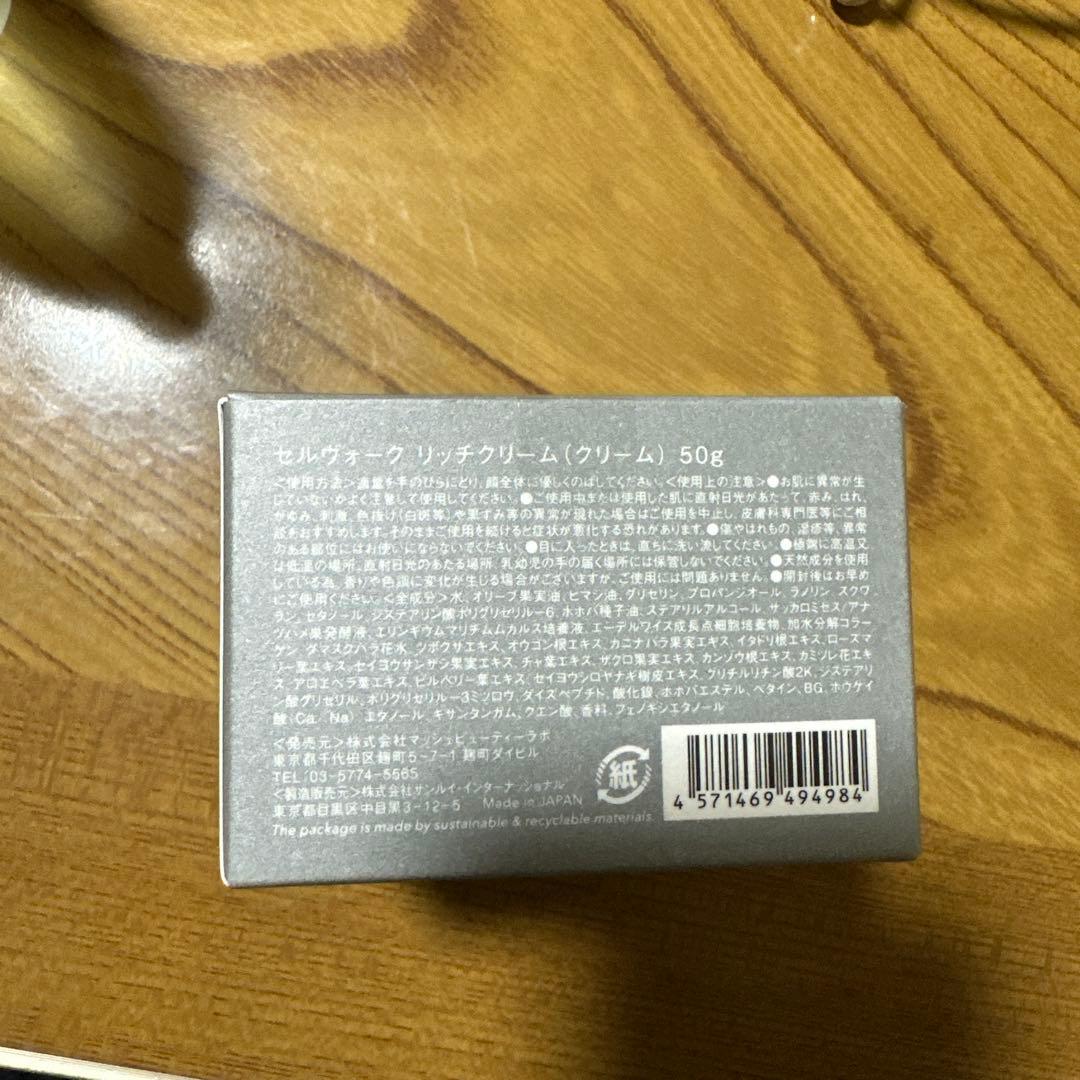 セルヴォーク リッチクリーム(クリーム) 50g
<使用方法>適量を手のひらにとり、顔全体に優しくのばしてください。<使用上の注意>●お肌に異常が生
じていないかよく注意して使用してください。●ご使用中または使用した肌に直射日光があたって、赤み、はれ、
かゆみ、刺激、色抜け(白斑等)や黒ずみ等の異常が現れた場合はご使用を中止し、皮膚科専門医等にご相
談をおすすめします。そのままご使用を続けると症状が悪化する恐れがあります。●傷やはれもの、湿疹等、異常
のある部位にはお使いにならないでください。●目に入ったときは、直ちに洗い流してください。●極端に高温又
は低温の場所、直射日光のあたる場所、乳幼児の手の届く場所には保管しないでください。●天然成分を使用
している為、香りや色調に変化が生じる場合がございますが、ご使用には問題ありません。●開封後はお早め
にご使用ください。<全成分>水、オリーブ果実油、ヒマシ油、グリセリン、プロパンジオール、ラノリン、スクワ
ラン、セタノール、ジステアリン酸ポリグリセリル-6、ホホバ種子油、ステアリルアルコール、サッカロミセス/アナ
ツバメ巣発酵液、エリンギウムマリチムムカルス培養液、エーデルワイス成長点細胞培養物、加水分解コラー
ゲン、ダマスクバラ花水、ツボクサエキス、オウゴン根エキス、カニナバラ果実エキス、イタドリ根エキス、ローズマ
リー葉エキス、セイヨウサンザシ果実エキス、チャ葉エキス、ザクロ果実エキス、カンゾウ根エキス、カミツレ花エキ
ス、アロエベラ葉エキス、ビルベリー葉エキス、セイヨウシロヤナギ樹皮エキス、グリチルリチン酸2K、ジステアリ
ン酸グリセリル、ポリグリセリル-3ミツロウ、ダイズペプチド、酸化銀、ホホバエステル、ベタイン、BG、ホウケイ
酸(Ca/Na)、エタノール、キサンタンガム、クエン酸、香料、フェノキシエタノール
<発売元>株式会社マッシュビューティーラボ
東京都千代田区麹町5-7-1 麹町ダイビル
TEL:03-5774-5565
<製造販売元>株式会社サンルイ・インターナッショナル
東京都目黒区中目黒3-12-5 Made in JAPAN
The package is made by sustainable & recyclable materials.
紙
4 571469 494984